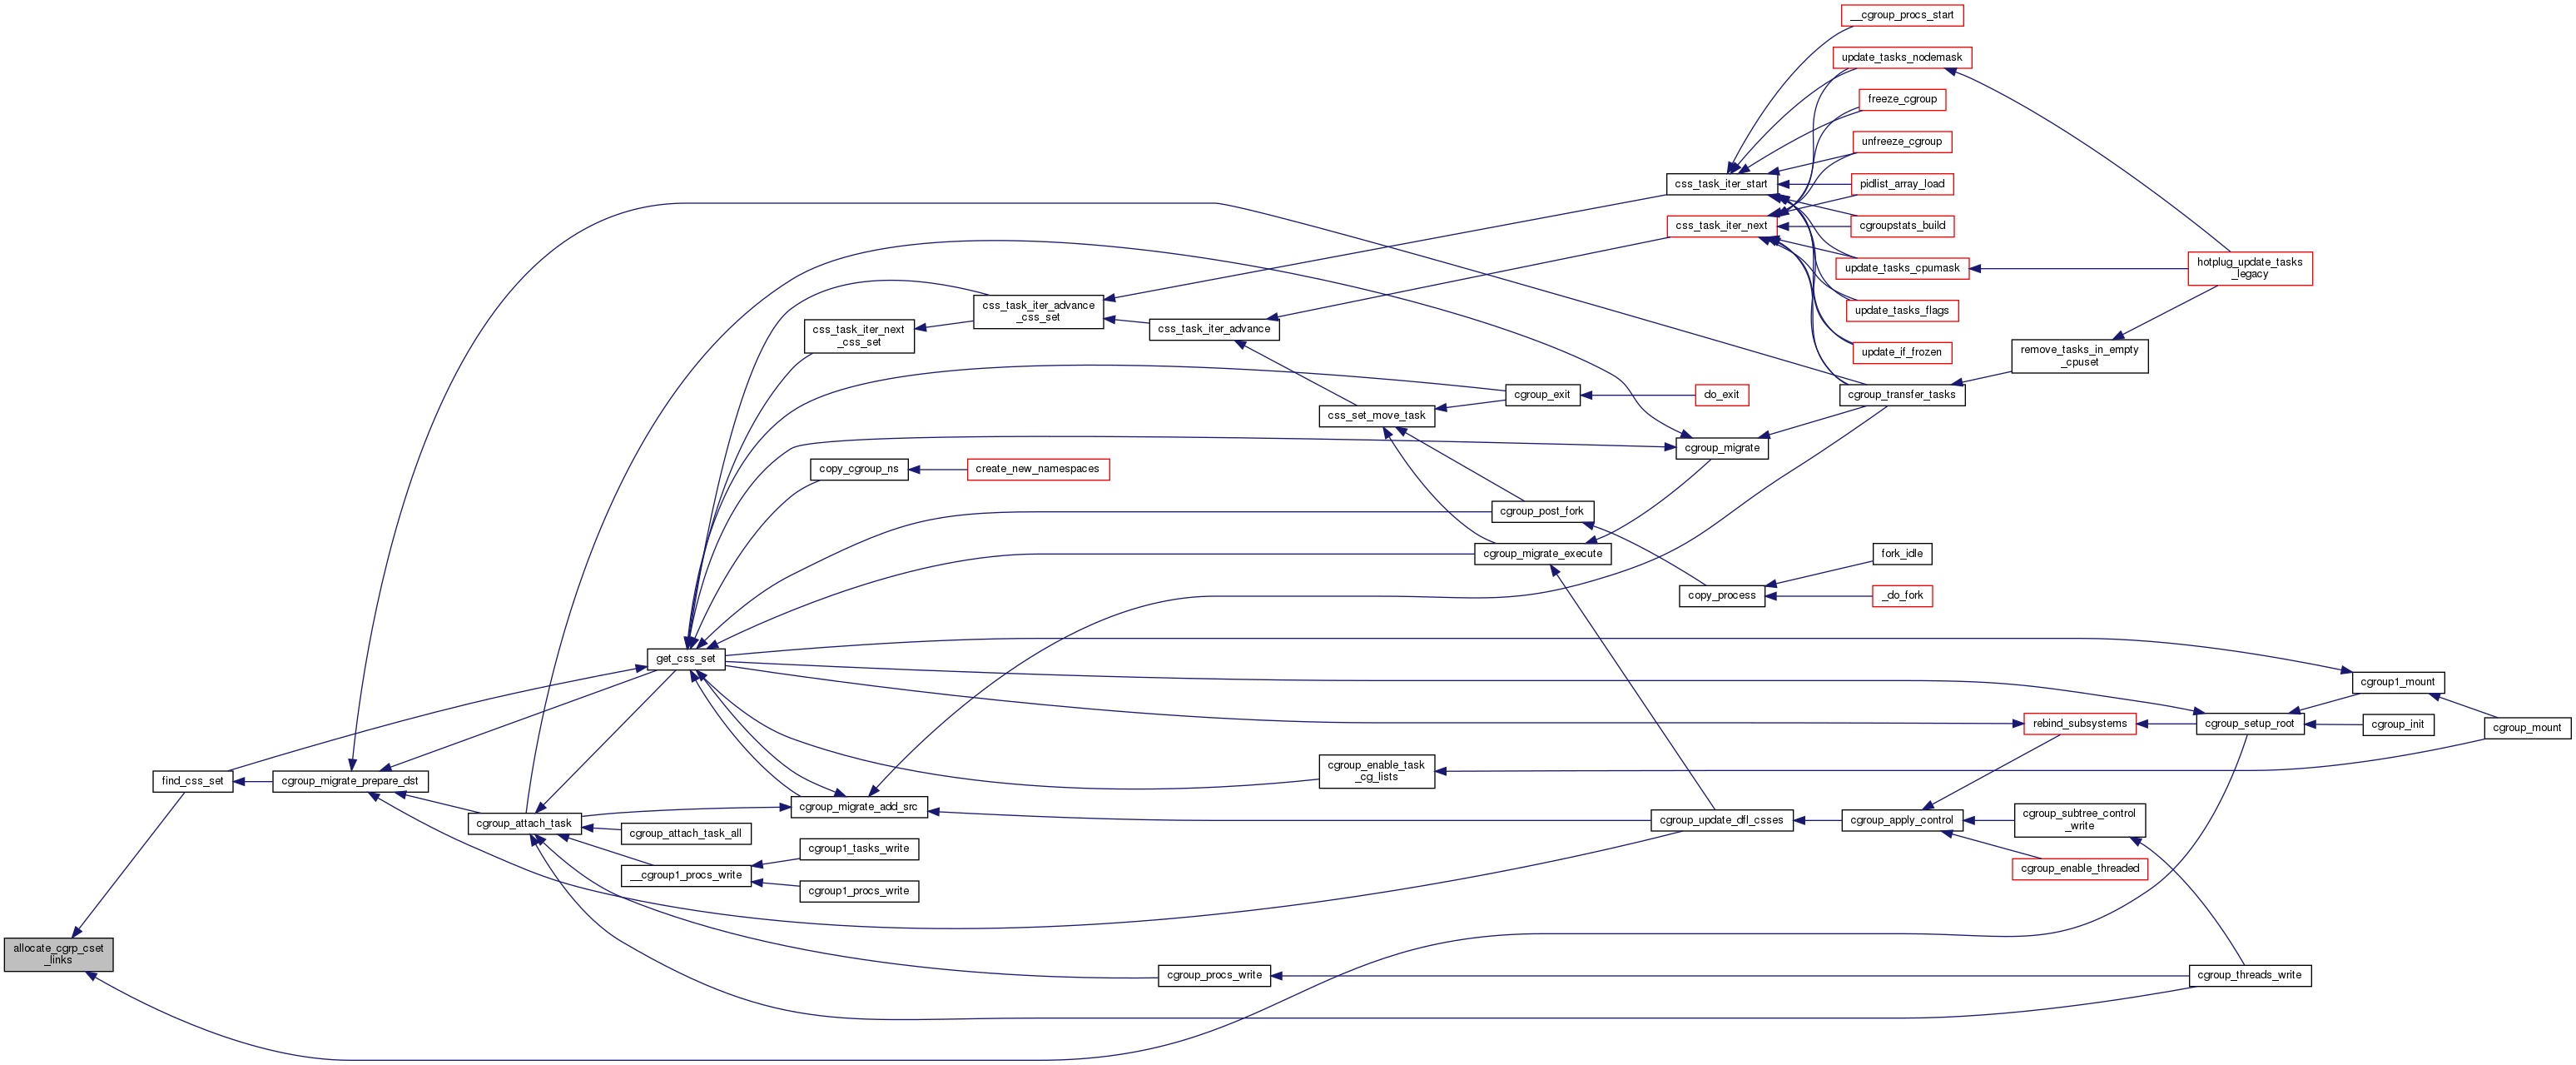 __cgroup_procs_start
update_tasks_nodemask
freeze_cgroup
unfreeze_cgroup
css_task_iter_start
pidlist_array_load
css_task_iter_next
cgroupstats_build
update_tasks_cpumask
hotplug_update_tasks
_legacy
css_task_iter_advance
_css_set
update_tasks_flags
css_task_iter_next
_css_set
css_task_iter_advance
update_if_frozen
remove_tasks_in_empty
_cpuset
cgroup_exit
do_exit
cgroup_transfer_tasks
css_set_move_task
cgroup_migrate
copy_cgroup_ns
create_new_namespaces
cgroup_post_fork
cgroup_migrate_execute
fork_idle
copy_process
_do_fork
get_css_set
cgroup1_mount
rebind_subsystems
cgroup_setup_root
cgroup_init
cgroup_mount
find_css_set
cgroup_migrate_prepare_dst
cgroup_enable_task
_cg_lists
cgroup_migrate_add_src
cgroup_attach_task
cgroup_attach_task_all
cgroup_update_dfl_csses
cgroup_apply_control
cgroup_subtree_control
_write
cgroup1_tasks_write
__cgroup1_procs_write
cgroup_enable_threaded
cgroup1_procs_write
allocate_cgrp_cset
_links
cgroup_procs_write
cgroup_threads_write